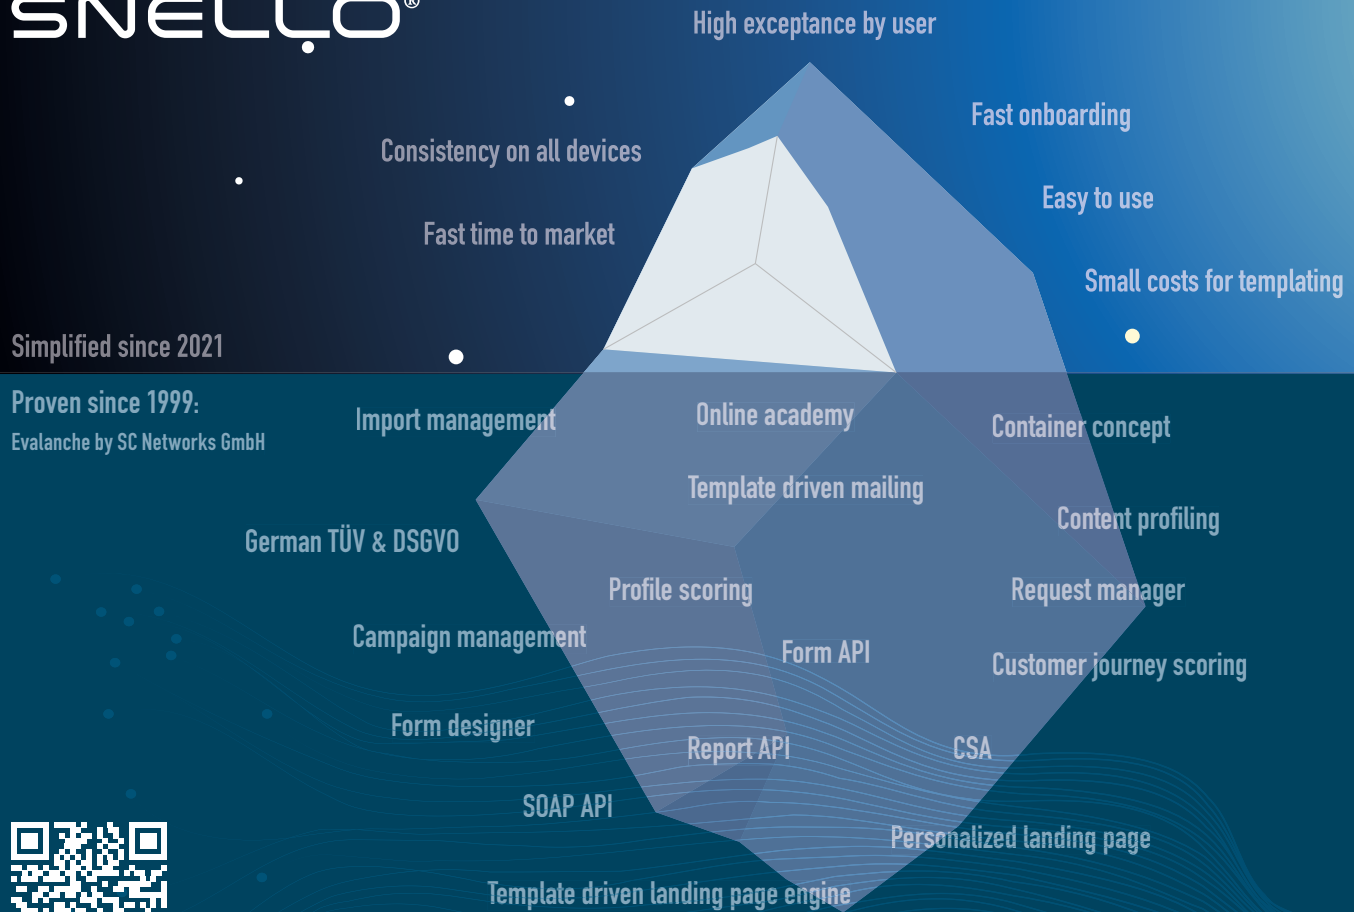 SNELLO®
High exceptance by user
Fast onboarding
Consistency on all devices
Easy to use
Fast time to market
Small costs for templating
Simplified since 2021
Proven since 1999:
Evalanche by SC Networks GmbH
Import management
Online academy
Container concept
Template driven mailing
Content profiling
German TÜV & DSGVO
Profile scoring
Request manager
Campaign management
Form API
Customer journey scoring
Form designer
Report API
CSA
SOAP API
Personalized landing page
Template driven landing page engine